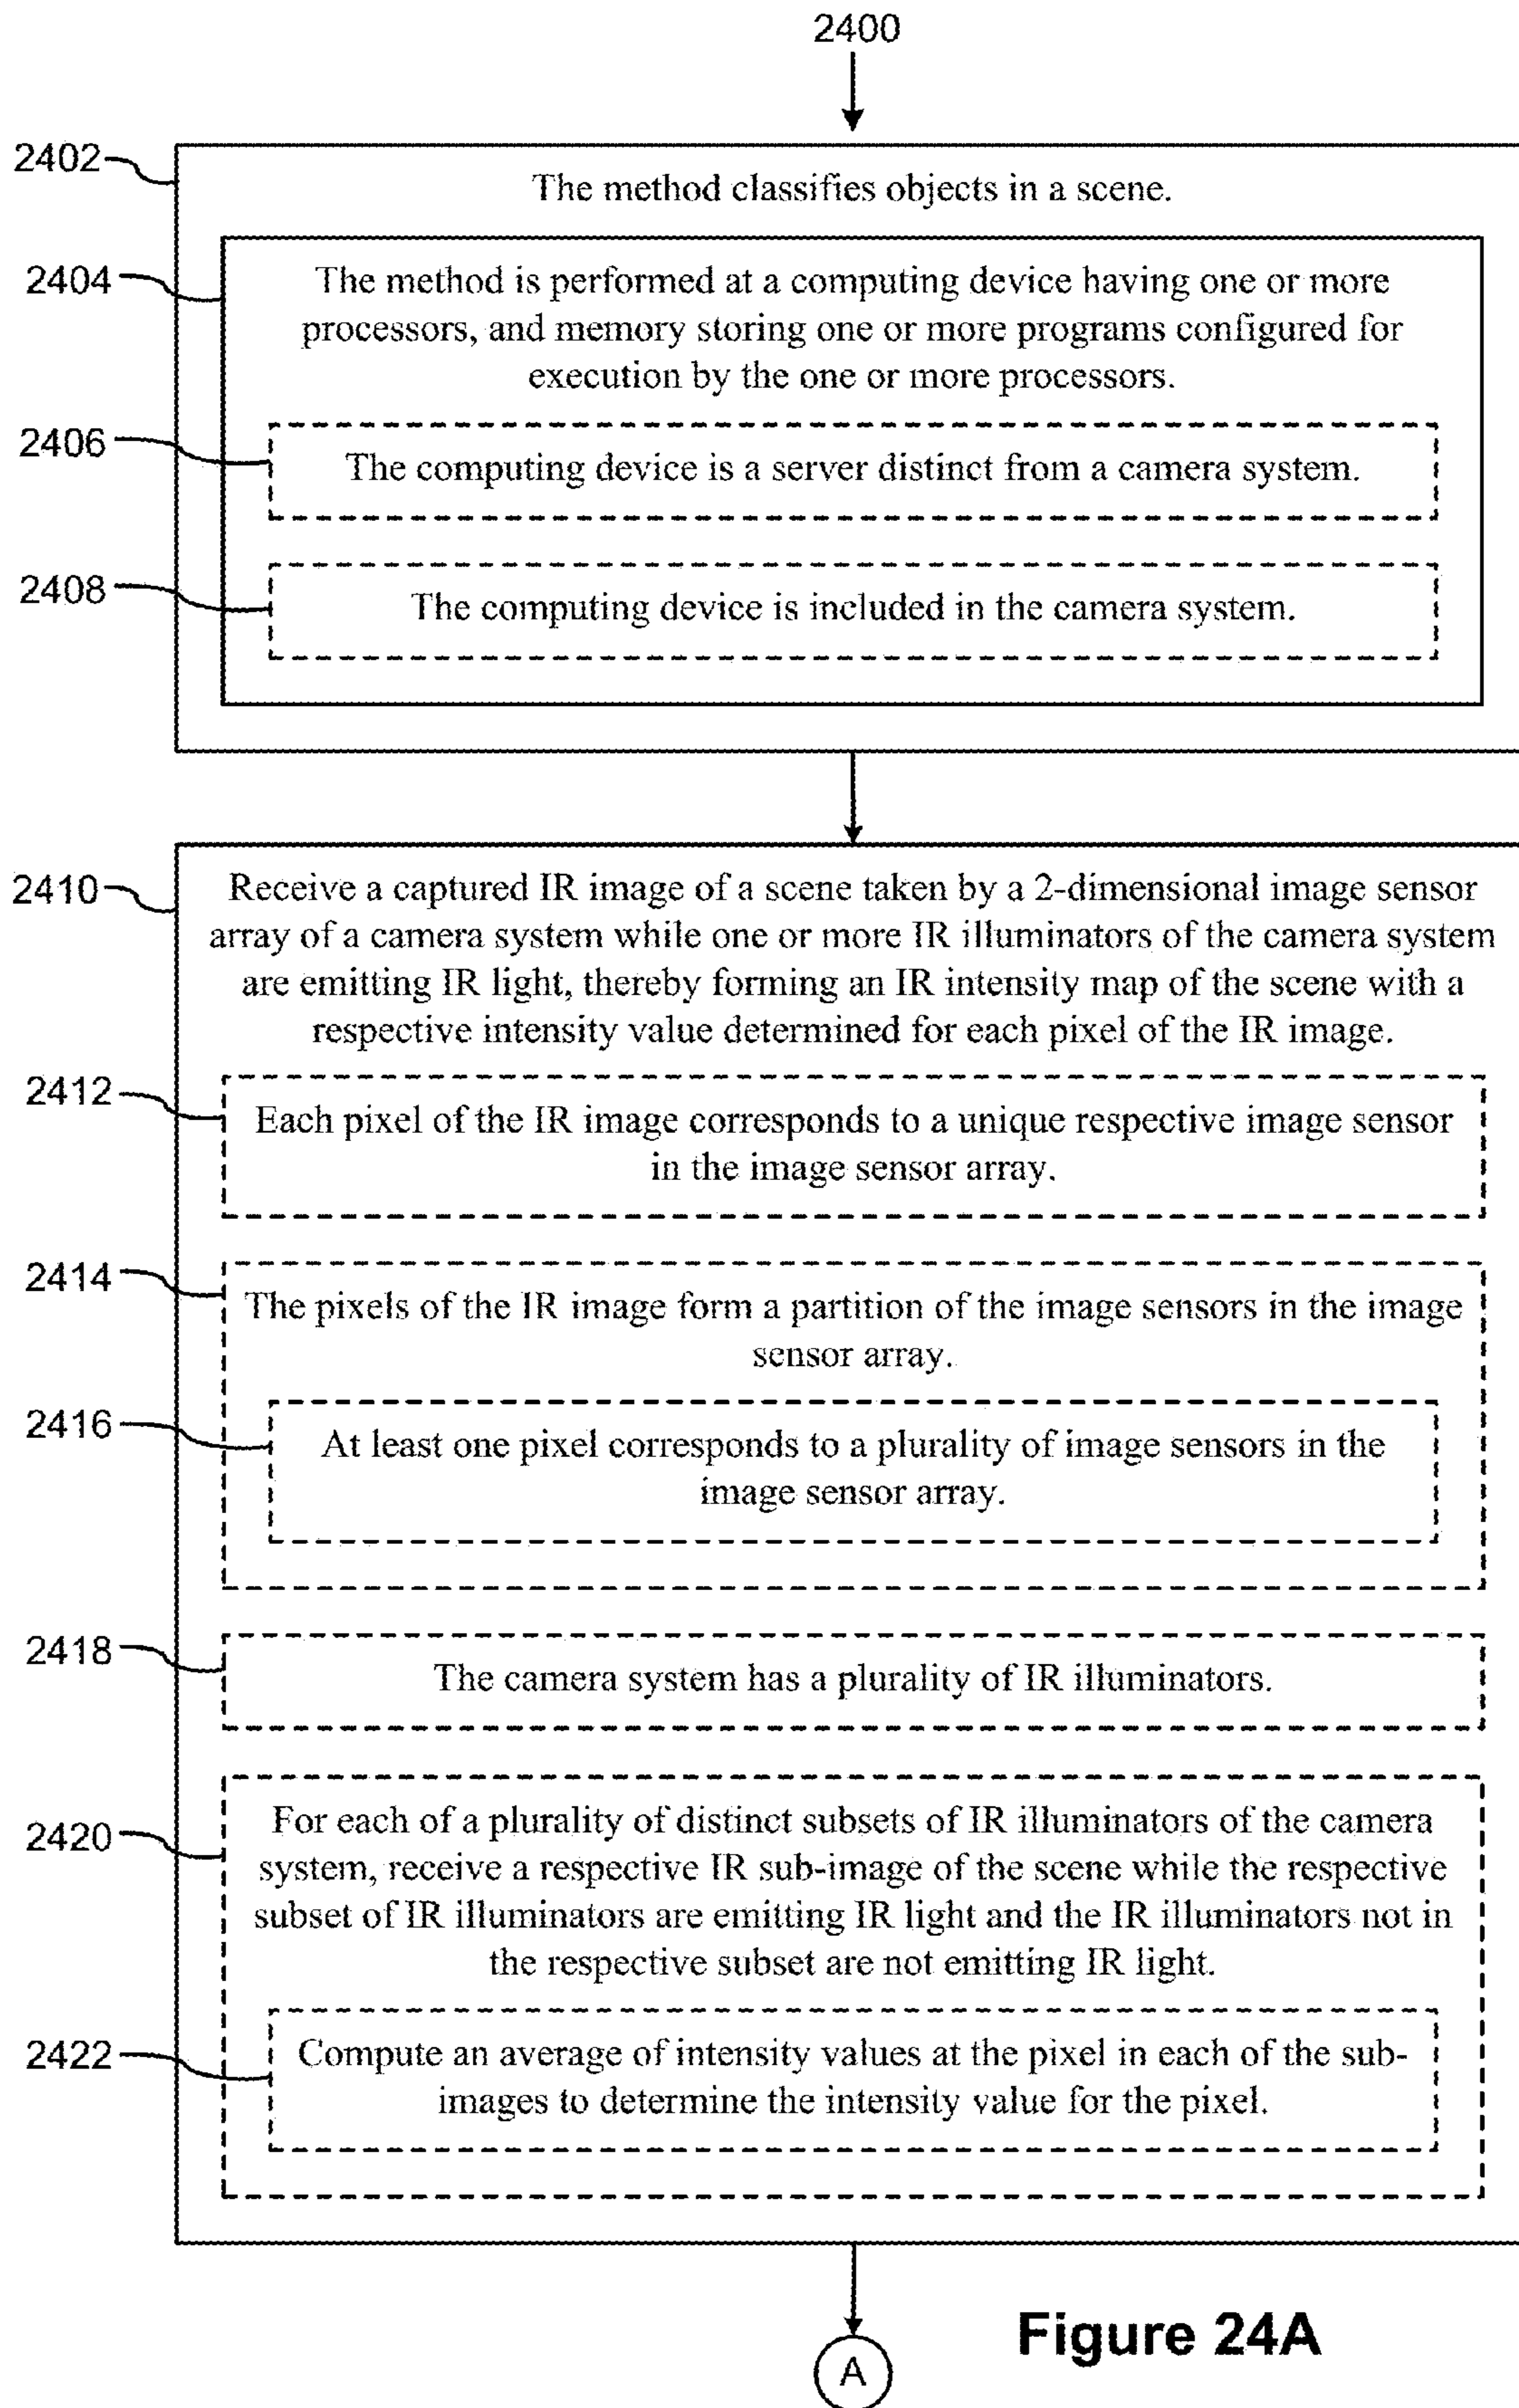 2400
2402
The method classifies objects in a scene.
2404
The method is performed at a computing device having one or more
processors, and memory storing one or more programs configured for
execution by the one or more processors.
2406
The computing device is a server distinct from a camera system.
2408
The computing device is included in the camera system.
2410
Receive a captured IR image of a scene taken by a 2-dimensional image sensor
array of a camera system while one or more IR illuminators of the camera system
are emitting IR light, thereby forming an IR intensity map of the scene with a
respective intensity value determined for each pixel of the IR image.
2412
Each pixel of the IR image corresponds to a unique respective image sensor
in the image sensor array.
2414
The pixels of the IR image form a partition of the image sensors in the image
sensor array.
2416
At least one pixel corresponds to a plurality of image sensors in the
image sensor array.
2418
The camera system has a plurality of IR illuminators.
2420
For each of a plurality of distinct subsets of IR illuminators of the camera
system, receive a respective IR sub-image of the scene while the respective
subset of IR illuminators are emitting IR light and the IR illuminators not in
the respective subset are not emitting IR light.
2422
Compute an average of intensity values at the pixel in each of the sub-
images to determine the intensity value for the pixel.
Figure 24A
A